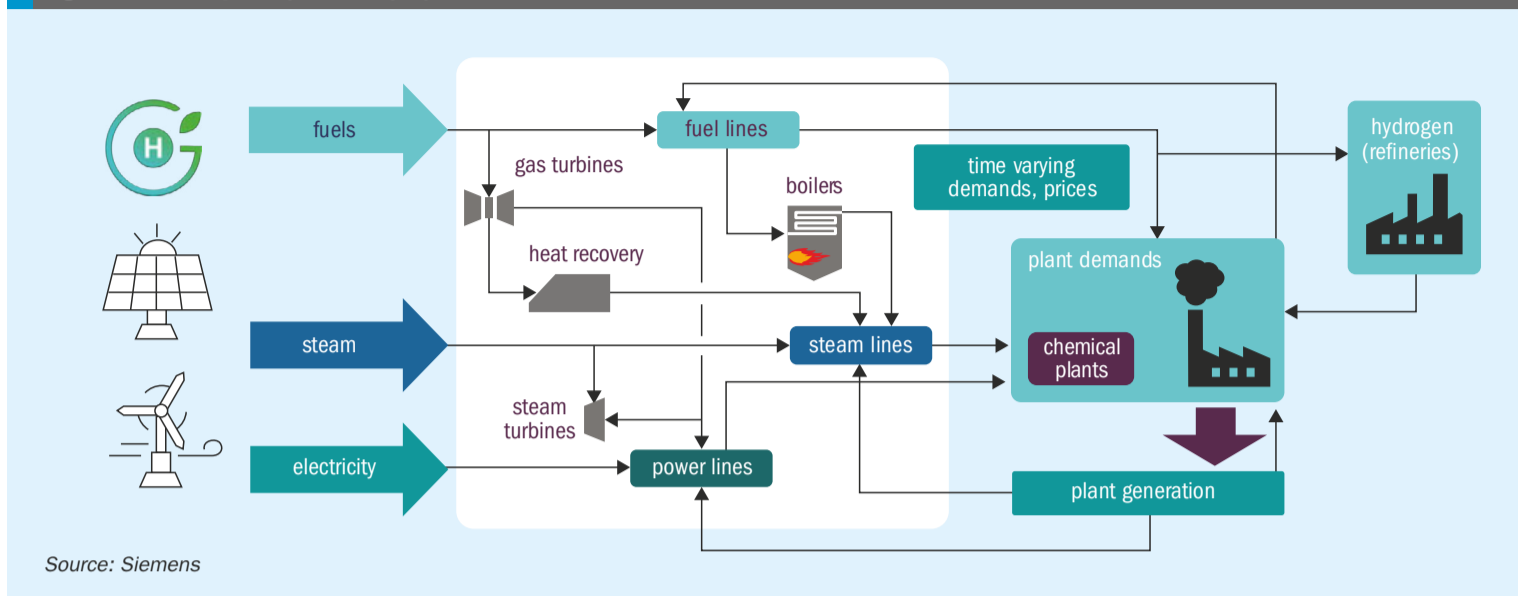 H
fuels
fuel lines
hydrogen
(refineries)
gas turbines
time varying
demands, prices
boilers
heat recovery
plant demands
steam
steam lines
chemical
plants
steam
turbines
electricity
power lines
plant generation
Source: Siemens